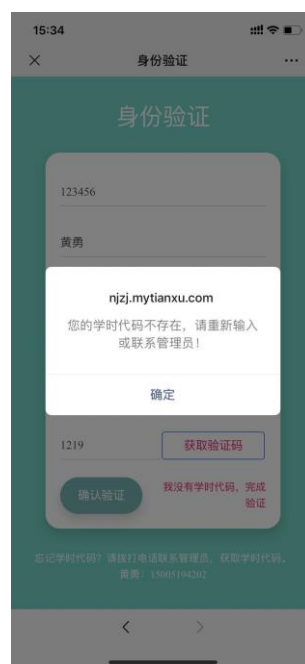 15:34
身份验证
身份验证
123456
黄勇
njzj.mytianxu.com
您的学时代码不存在，请重新输入
或联系管理员！
确定
1219
获取验证码
确认验证
我没有学时代码，完成
验证
忘记学时代码？请拨打电话联系管理员，获取学时代码，
黄勇：15005194202